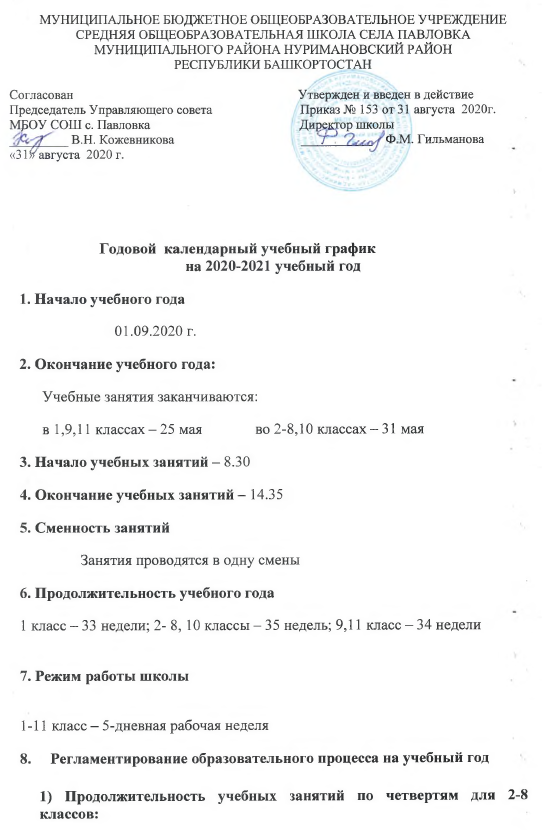 МУНИЦИПАЛЬНОЕ БЮДЖЕТНОЕ ОБЩЕОБРАЗОВАТЕЛЬНОЕ УЧРЕЖДЕНИЕ
СРЕДНЯЯ ОБЩЕОБРАЗОВАТЕЛЬНАЯ ШКОЛА СЕЛА ПАВЛОВКА
МУНИЦИПАЛЬНОГО РАЙОНА НУРИМАНОВСКИЙ РАЙОН
РЕСПУБЛИКИ БАШКОРТОСТАН
Согласован Утвержден и введен в действие
Председатель Управляющего совета Приказ № 153 от 31 августа 2020г.
МБОУ СОШ с. Павловка Директор школы
В.Н. Кожевникова Ф.М. Гильманова
«31» августа 2020 г.
Годовой календарный учебный график
на 2020-2021 учебный год
1. Начало учебного года
01.09.2020 г.
2. Окончание учебного года:
Учебные занятия заканчиваются:
в 1,9,11 классах – 25 мая во 2-8,10 классах – 31 мая
3. Начало учебных занятий – 8.30
4. Окончание учебных занятий – 14.35
5. Сменность занятий
Занятия проводятся в одну смены
6. Продолжительность учебного года
1 класс – 33 недели; 2- 8, 10 классы – 35 недель; 9,11 класс – 34 недели
7. Режим работы школы
1-11 класс – 5-дневная рабочая неделя
8. Регламентирование образовательного процесса на учебный год
1) Продолжительность учебных занятий по четвертям для 2-8
классов: